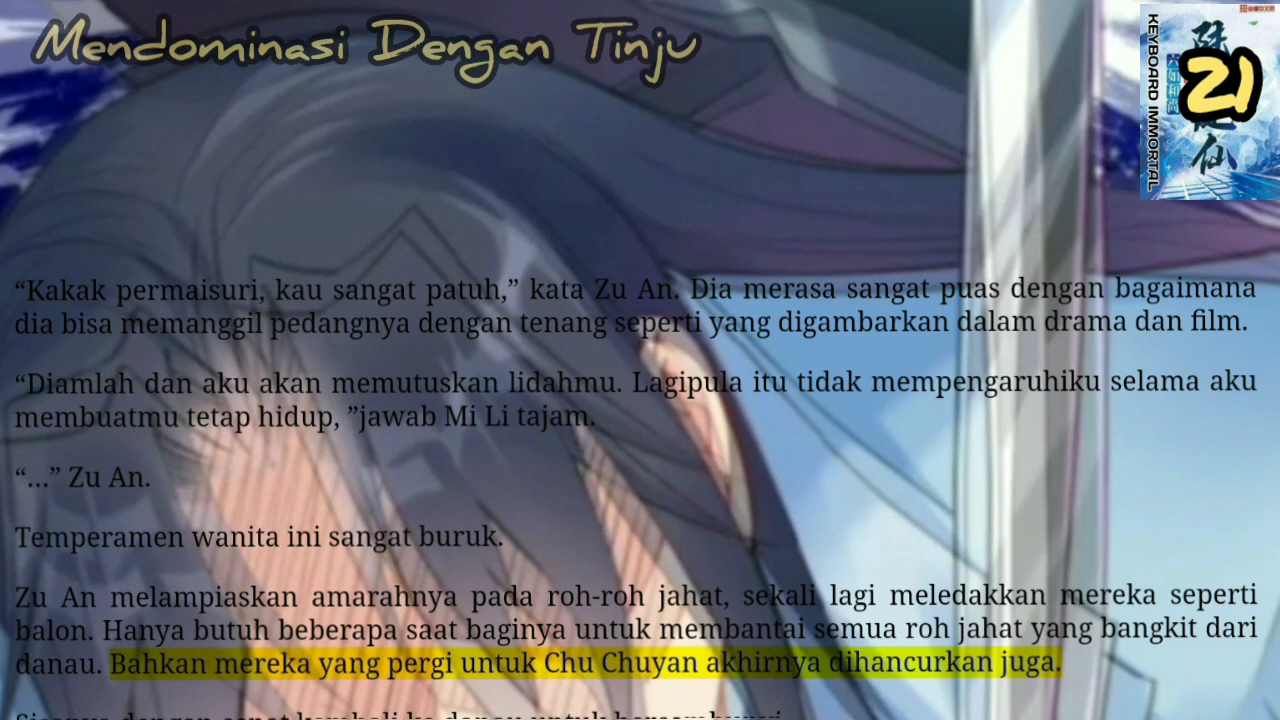 Mendominasi Dengan Tinju
KEYBOARD IMMORTAL
21
“Kakak permaisuri, kau sangat patuh,” kata Zu An. Dia merasa sangat puas dengan bagaimana
dia bisa memanggil pedangnya dengan tenang seperti yang digambarkan dalam drama dan film.
“Diamlah dan aku akan memutuskan lidahmu. Lagipula itu tidak mempengaruhiku selama aku
membuatmu tetap hidup, ”jawab Mi Li tajam.
“…” Zu An.
Temperamen wanita ini sangat buruk.
Zu An melampiaskan amarahnya pada roh-roh jahat, sekali lagi meledakkan mereka seperti
balon. Hanya butuh beberapa saat baginya untuk membantai semua roh jahat yang bangkit dari
danau. Bahkan mereka yang pergi untuk Chu Chuyan akhirnya dihancurkan juga.